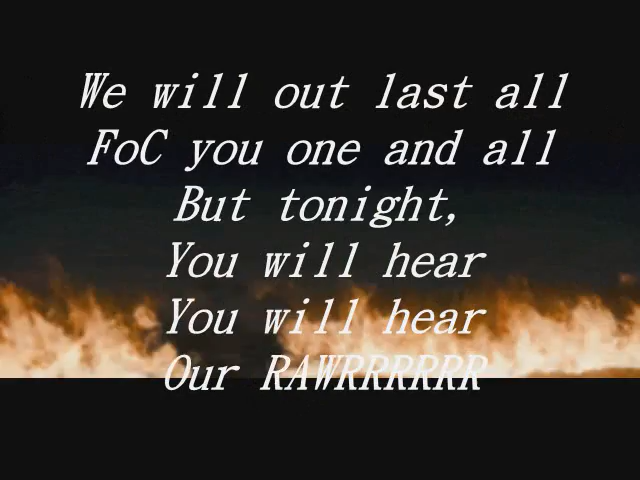 We will out last all
FoC you one and all
But tonight,
You will hear
You will hear
Our RAWRRRRRR